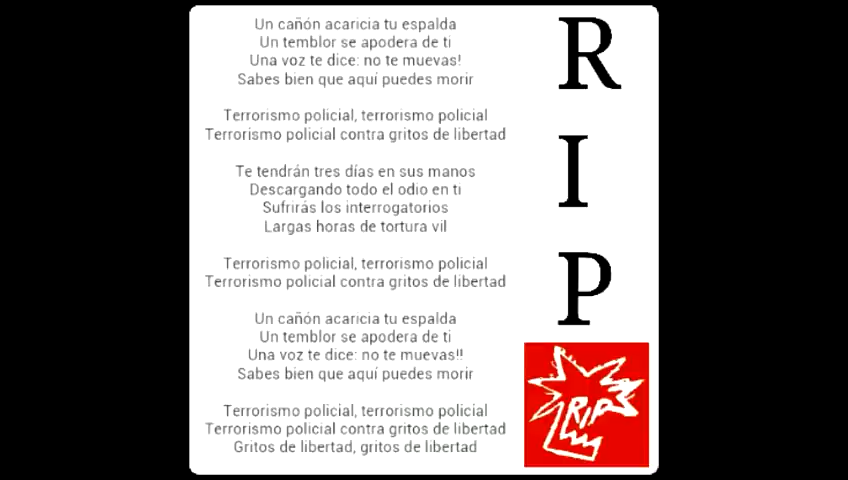 Un cañón acaricia tu espalda
Un temblor se apodera de ti
Una voz te dice: no te muevas!
Sabes bien que aquí puedes morir
Terrorismo policial, terrorismo policial
Terrorismo policial contra gritos de libertad
Te tendrán tres días en sus manos
Descargando todo el odio en ti
Sufrirás los interrogatorios
Largas horas de tortura vil
Terrorismo policial, terrorismo policial
Terrorismo policial contra gritos de libertad
Un cañón acaricia tu espalda
Un temblor se apodera de ti
Una voz te dice: no te muevas!!
Sabes bien que aquí puedes morir
Terrorismo policial, terrorismo policial
Terrorismo policial contra gritos de libertad
Gritos de libertad, gritos de libertad
R
I
P
RIP